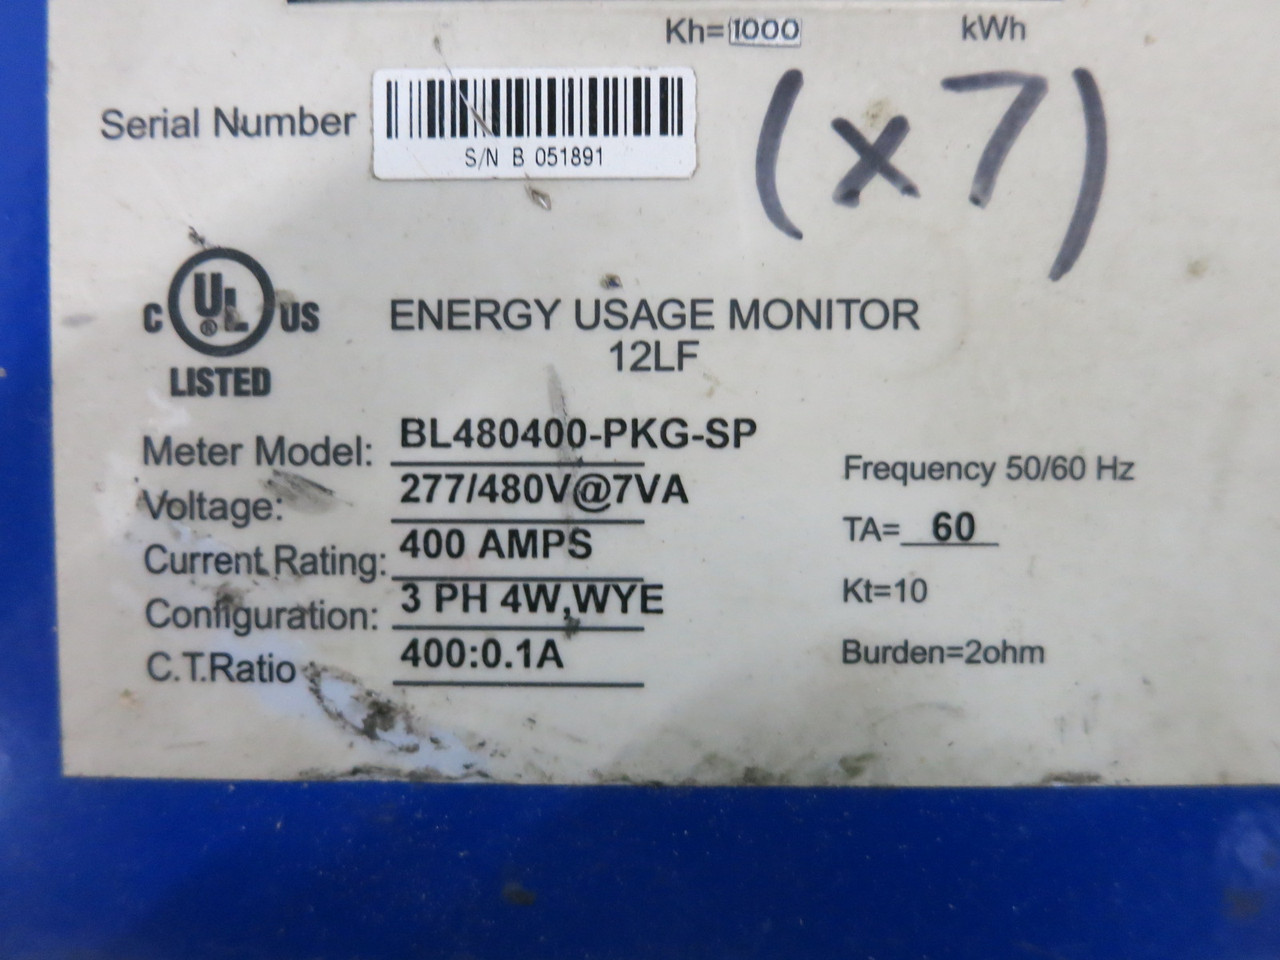 Kh=1000 kWh
Serial Number
S/N B 051891
(x7)
C UL ® US
LISTED
ENERGY USAGE MONITOR
12LF
Meter Model: BL480400-PKG-SP
Voltage: 277/480V@7VA
Current Rating: 400 AMPS
Configuration: 3 PH 4W,WYE
C.T.Ratio : 400:0.1A
Frequency 50/60 Hz
TA= 60
Kt=10
Burden=2ohm